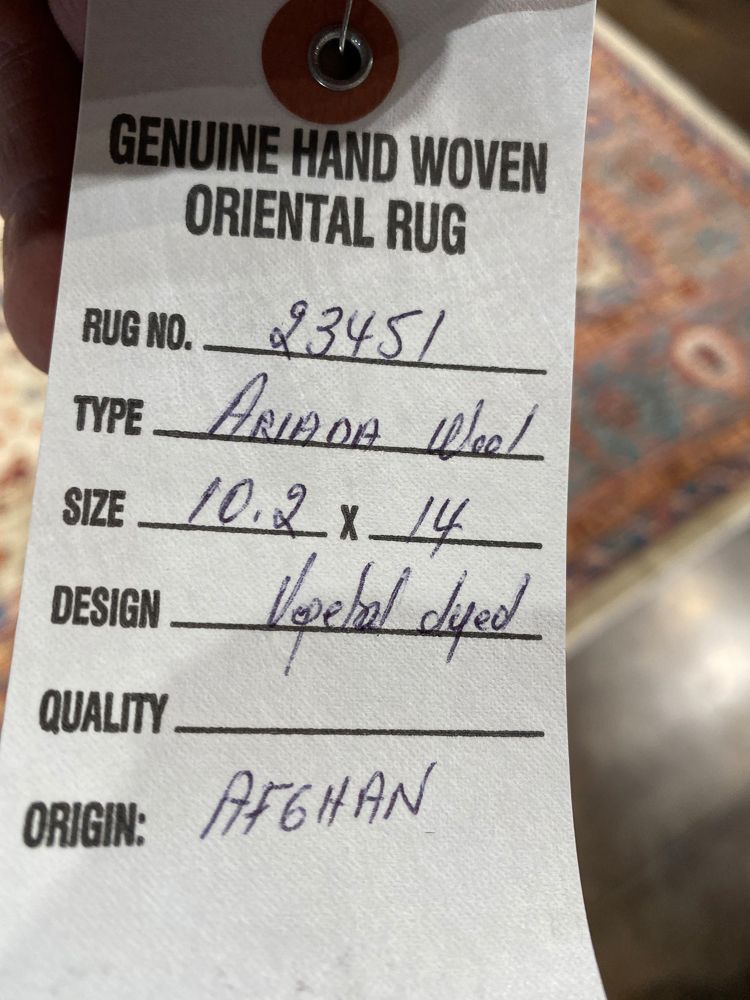 GENUINE HAND WOVEN
ORIENTAL RUG
RUG NO. 23451
TYPE ARIADA Wool
SIZE 10.2 X 14
DESIGN Vegetal dyed
QUALITY
ORIGIN: AFGHAN